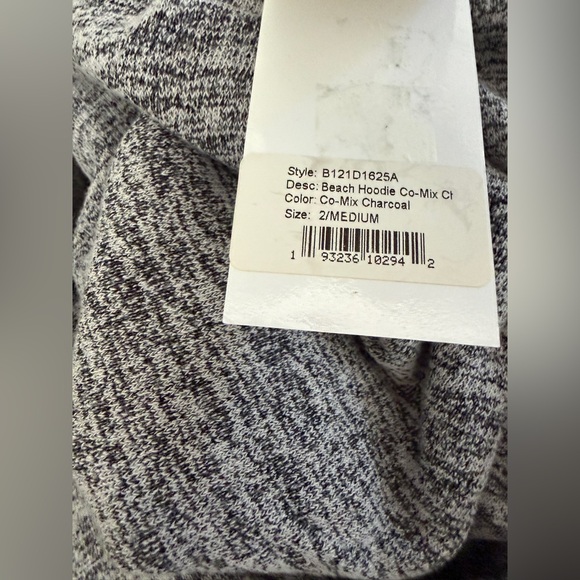 Style: B121D1625A
Desc: Beach Hoodie Co-Mix Ch
Color: Co-Mix Charcoal
Size: 2/MEDIUM
1 93236 10294 2